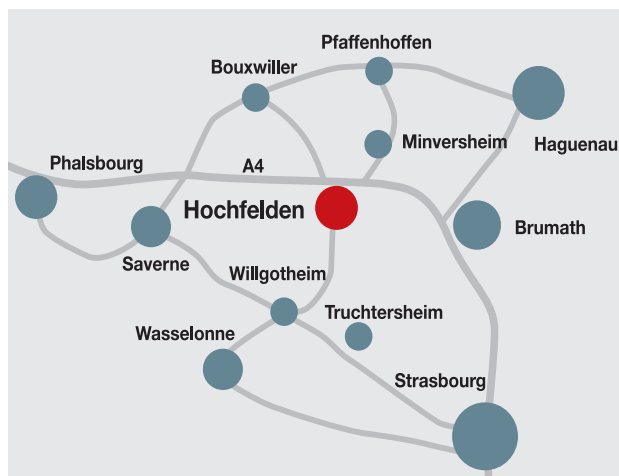 Pfaffenhoffen
Bouxwiller
Minversheim
Haguenau
Phalsbourg
A4
Hochfelden
Brumath
Saverne
Willgotheim
Truchtersheim
Wasselonne
Strasbourg